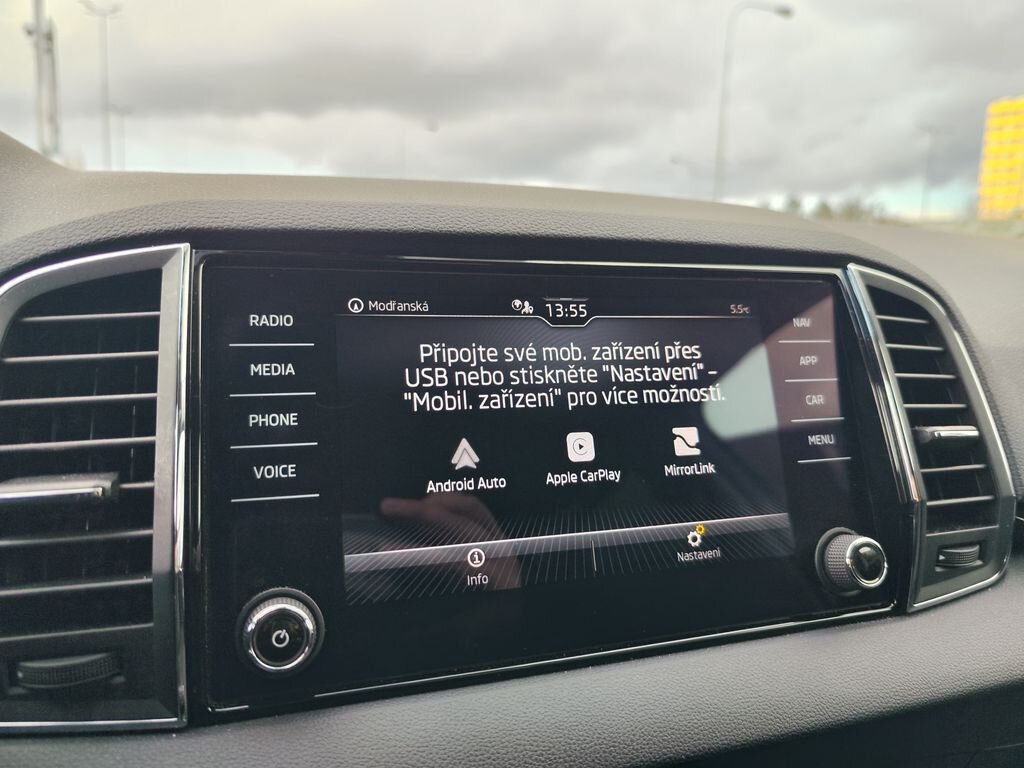 Modřanská
13:55
5.5°C
RADIO
MEDIA
PHONE
VOICE
Připojte své mob. zařízení přes
USB nebo stiskněte "Nastavení" -
"Mobil. zařízení" pro více možností.
Android Auto
Apple CarPlay
MirrorLink
Info
Nastavení
NAV
APP
CAR
MENU